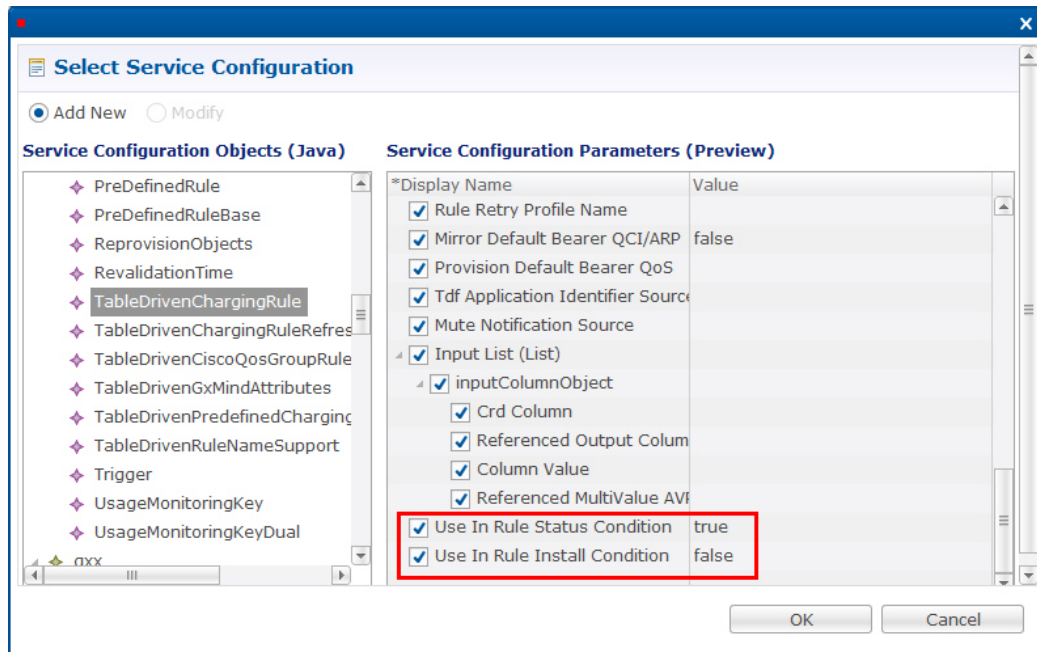 x
Select Service Configuration
Add New Modify
Service Configuration Objects (Java)
PreDefinedRule
PreDefinedRuleBase
ReprovisionObjects
RevalidationTime
TableDrivenChargingRule
TableDrivenChargingRuleRefres
TableDrivenCiscoQosGroupRule
TableDrivenGxMindAttributes
TableDrivenPredefinedCharging
TableDrivenRuleNameSupport
Trigger
UsageMonitoringKey
UsageMonitoringKeyDual
gxx
Service Configuration Parameters (Preview)
*Display Name Value
Rule Retry Profile Name
Mirror Default Bearer QCI/ARP false
Provision Default Bearer QoS
Tdf Application Identifier Source
Mute Notification Source
Input List (List)
inputColumnObject
Crd Column
Referenced Output Colum
Column Value
Referenced MultiValue AVP
Use In Rule Status Condition true
Use In Rule Install Condition false
OK Cancel